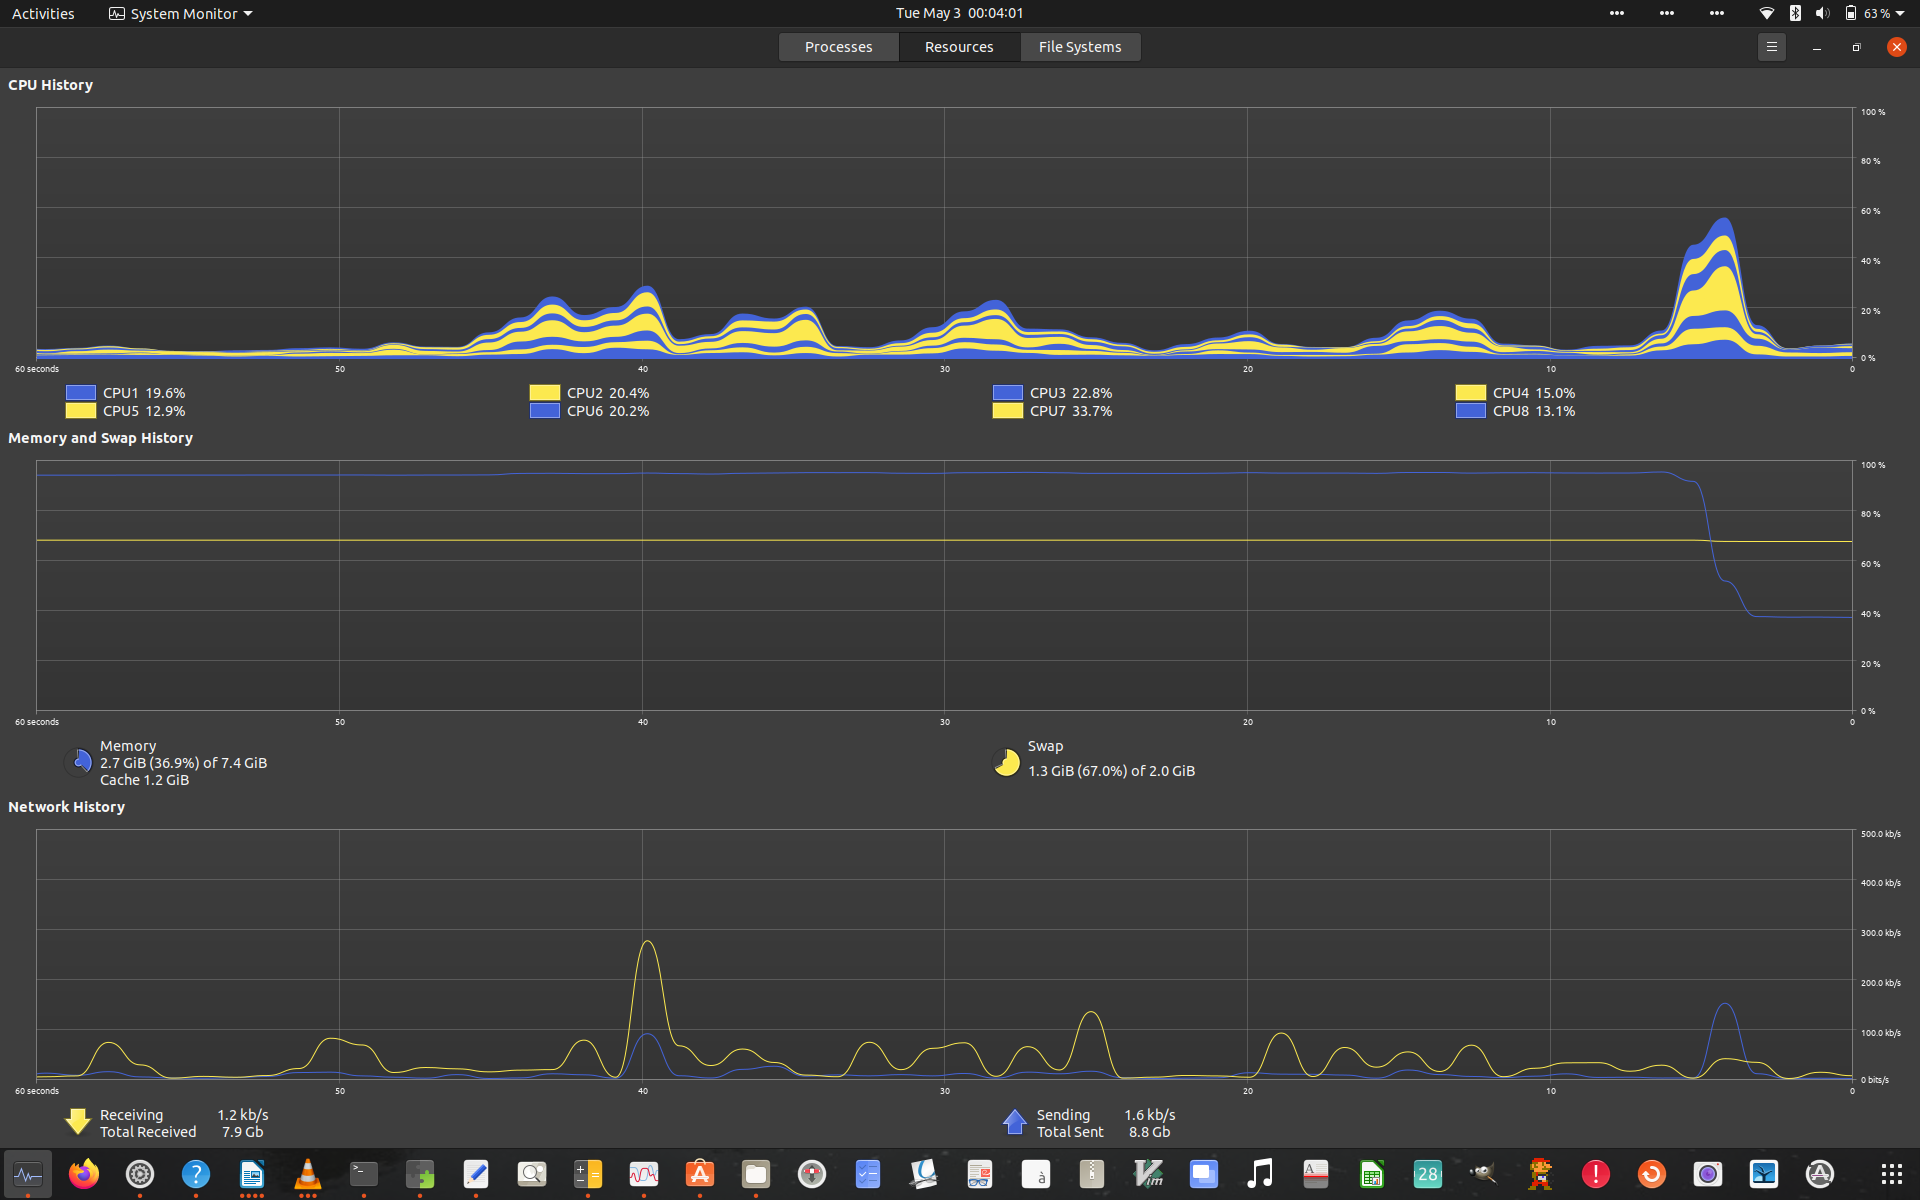 Activities System Monitor Tue May 3 00:04:01 63 %
Processes Resources File Systems
CPU History
100 %
80 %
60 %
40 %
20 %
0 %
60 seconds 50 40 30 20 10 0
CPU1 19.6% CPU2 20.4% CPU3 22.8% CPU4 15.0%
CPU5 12.9% CPU6 20.2% CPU7 33.7% CPU8 13.1%
Memory and Swap History
100 %
80 %
60 %
40 %
20 %
0 %
60 seconds 50 40 30 20 10 0
Memory
2.7 GiB (36.9%) of 7.4 GiB
Cache 1.2 GiB
Swap
1.3 GiB (67.0%) of 2.0 GiB
Network History
500.0 kb/s
400.0 kb/s
300.0 kb/s
200.0 kb/s
100.0 kb/s
0 bits/s
60 seconds 50 40 30 20 10 0
Receiving 1.2 kb/s
Total Received 7.9 Gb
Sending 1.6 kb/s
Total Sent 8.8 Gb
? >_ à Vim A 28 !